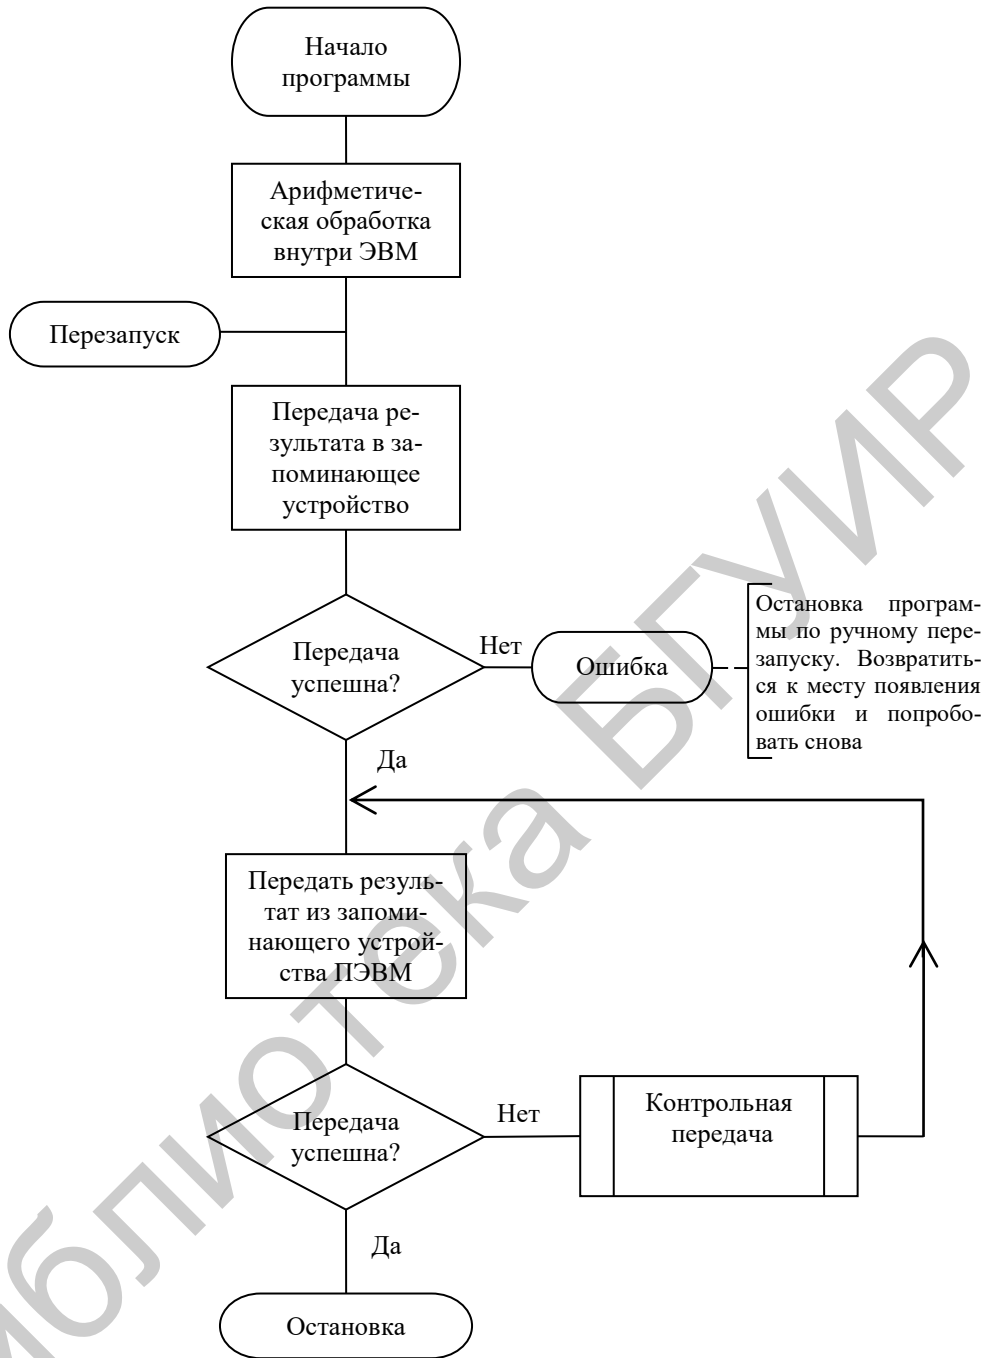 Начало
программы
Арифметиче-
ская обработка
внутри ЭВМ
Перезапуск
Передача ре-
зультата в за-
поминающее
устройство
Передача
успешна?
Нет
Ошибка
Остановка програм-
мы по ручному пере-
запуску. Возвратить-
ся к месту появления
ошибки и попробо-
вать снова
Да
Передать резуль-
тат из запоми-
нающего устрой-
ства ПЭВМ
Передача
успешна?
Нет
Контрольная
передача
Да
Остановка
иблиотека БГУИР